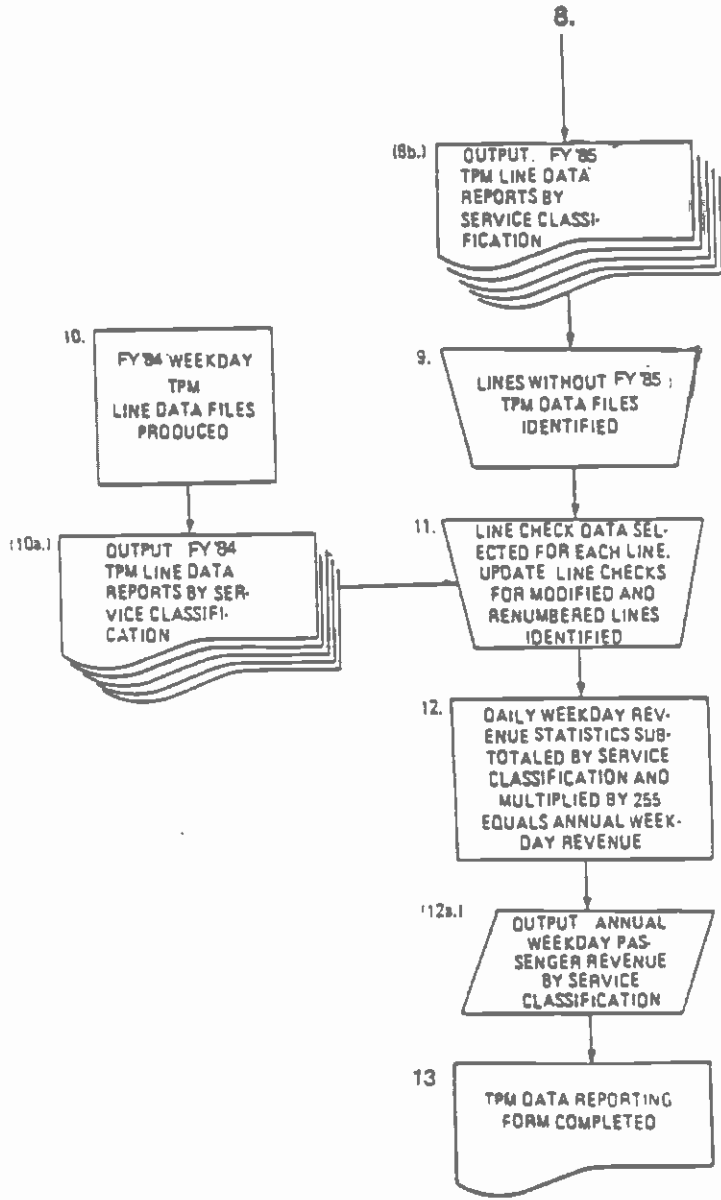 8.
(8b.)
OUTPUT. FY '85
TPM LINE DATA
REPORTS BY
SERVICE CLASSI-
FICATION
10.
FY '84 WEEKDAY
TPM
LINE DATA FILES
PRODUCED
9.
LINES WITHOUT FY '85
TPM DATA FILES
IDENTIFIED
(10a.)
OUTPUT FY '84
TPM LINE DATA
REPORTS BY SER-
VICE CLASSIFI-
CATION
11.
LINE CHECK DATA SEL-
ECTED FOR EACH LINE.
UPDATE LINE CHECKS
FOR MODIFIED AND
RENUMBERED LINES
IDENTIFIED
12.
DAILY WEEKDAY REV-
ENUE STATISTICS SUB-
TOTALED BY SERVICE
CLASSIFICATION AND
MULTIPLIED BY 255
EQUALS ANNUAL WEEK-
DAY REVENUE
(12a.)
OUTPUT ANNUAL
WEEKDAY PAS-
SENGER REVENUE
BY SERVICE
CLASSIFICATION
13
TPM DATA REPORTING
FORM COMPLETED